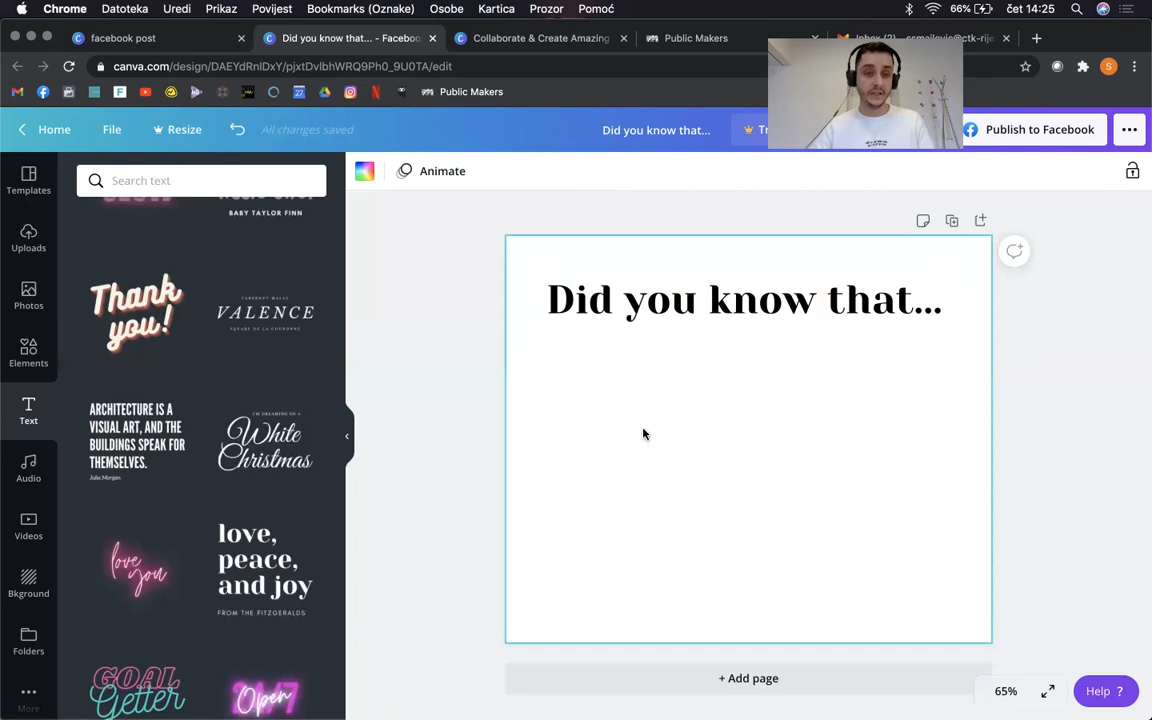 Chrome Datoteka Uredi Prikaz Povijest Bookmarks (Oznake) Osobe Kartica Prozor Pomoć 66% čet 14:25
facebook post
Did you know that... - Facebo
Collaborate & Create Amazing
Public Makers
canva.com/design/DAEYdRnlDxY/pjxtDvlbhWRQ9Ph0_9U0TA/edit
Public Makers
Home File Resize All changes saved Did you know that... Publish to Facebook
Templates
Search text
Animate
BABY TAYLOR FINN
Uploads
Photos
Thank you!
VALENCE
Did you know that...
Elements
Text
ARCHITECTURE IS A
VISUAL ART, AND THE
BUILDINGS SPEAK FOR
THEMSELVES.
Julia Morgan
I'M DREAMING OF A
White
Christmas
Audio
Videos
love you
love,
peace,
and joy
FROM THE FITZGERALDS
Bkground
Folders
More
GOAL
Getter
Open
24/7
+ Add page
65%
Help ?